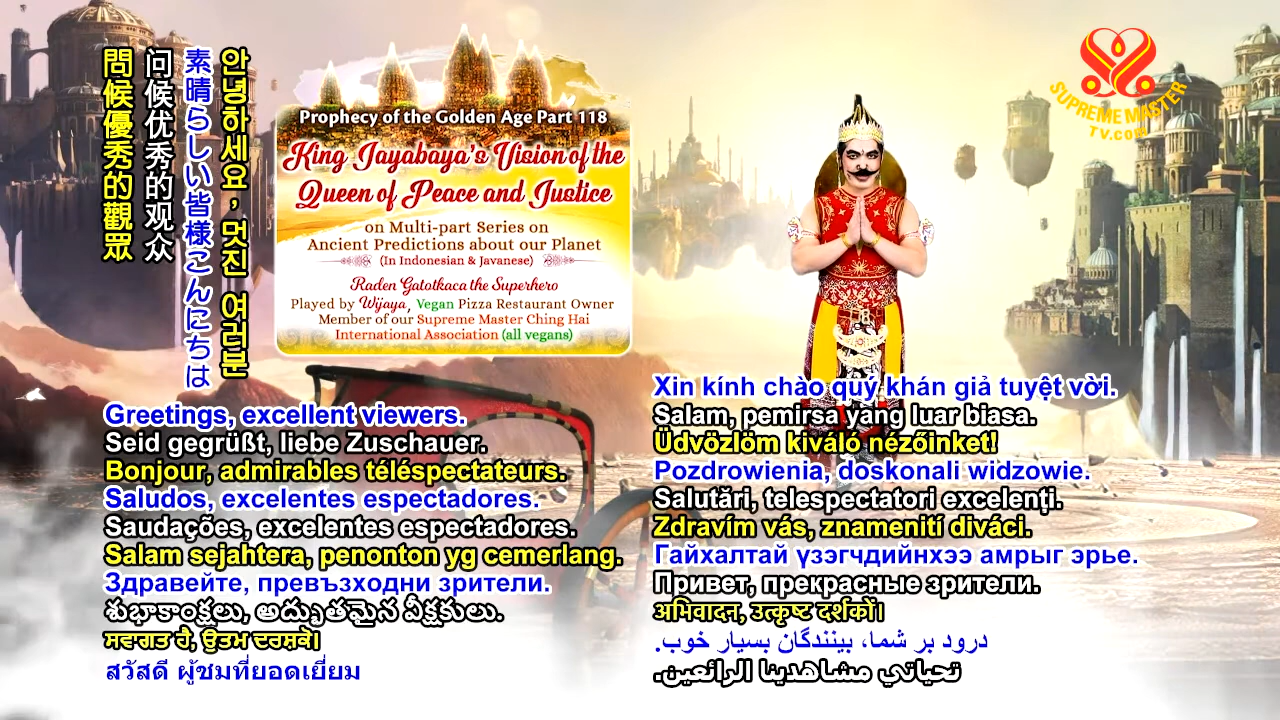 問候優秀的觀眾
问候优秀的观众
素晴らしい皆様こんにちは
안녕하세요, 멋진 여러분
Prophecy of the Golden Age Part 118
King Jayabaya's Vision of the
Queen of Peace and Justice
on Multi-part Series on
Ancient Predictions about our Planet
(In Indonesian & Javanese)
Raden Gatotkaca the Superhero
Played by Wijaya, Vegan Pizza Restaurant Owner
Member of our Supreme Master Ching Hai
International Association (all vegans)
SUPREME MASTER
TV.com
Greetings, excellent viewers.
Seid gegrüßt, liebe Zuschauer.
Bonjour, admirables téléspectateurs.
Saludos, excelentes espectadores.
Saudações, excelentes espectadores.
Salam sejahtera, penonton yg cemerlang.
Здравейте, превъзходни зрители.
శుభాకాంక్షలు, అద్భుతమైన వీక్షకులు.
ਸਵਾਗਤ ਹੈ, ਉਤਮ ਦਰਸ਼ਕੋ।
สวัสดี ผู้ชมที่ยอดเยี่ยม
Xin kính chào quý khán giả tuyệt vời.
Salam, pemirsa yang luar biasa.
Üdvözlöm kiváló nézőinket!
Pozdrowienia, doskonali widzowie.
Salutări, telespectatori excelenți.
Zdravím vás, znamenití diváci.
Гайхалтай үзэгчдийнхээ амрыг эрье.
Привет, прекрасные зрители.
अभिवादन, उत्कृष्ट दर्शकों।
درود بر شما، بینندگان بسیار خوب.
تحياتي مشاهدينا الرائعين.